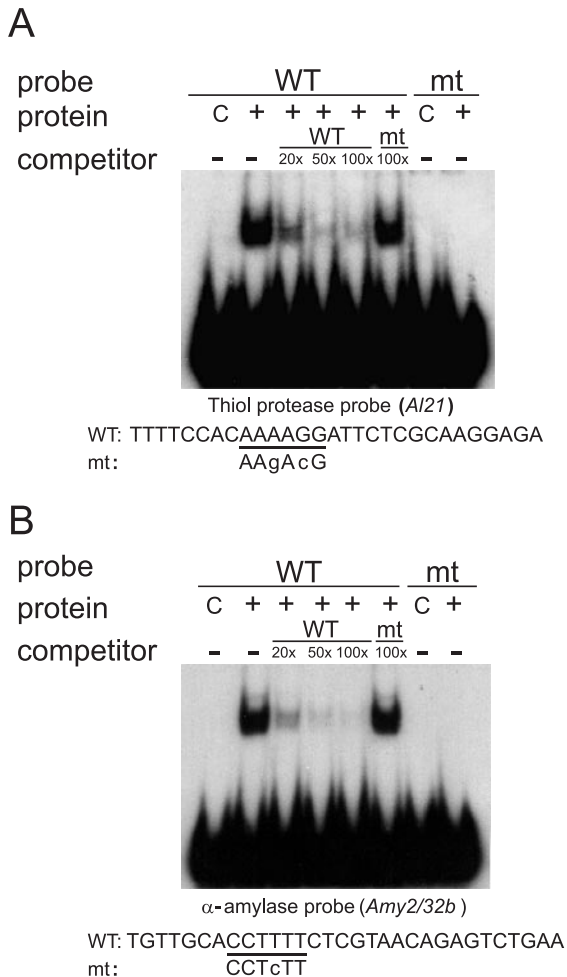 A
probe WT mt
protein C + + + + + C +
WT mt
competitor - - 20x 50x 100x 100x - -
Thiol protease probe (Al21)
WT: TTTTCCACAAAAGGATTCTCGCAAGGAGA
mt: AAgAcG
B
probe WT mt
protein C + + + + + C +
WT mt
competitor - - 20x 50x 100x 100x - -
α-amylase probe (Amy2/32b )
WT: TGTTGCACCTTTTCTCGTAACAGAGTCTGAA
mt: CCTcTT